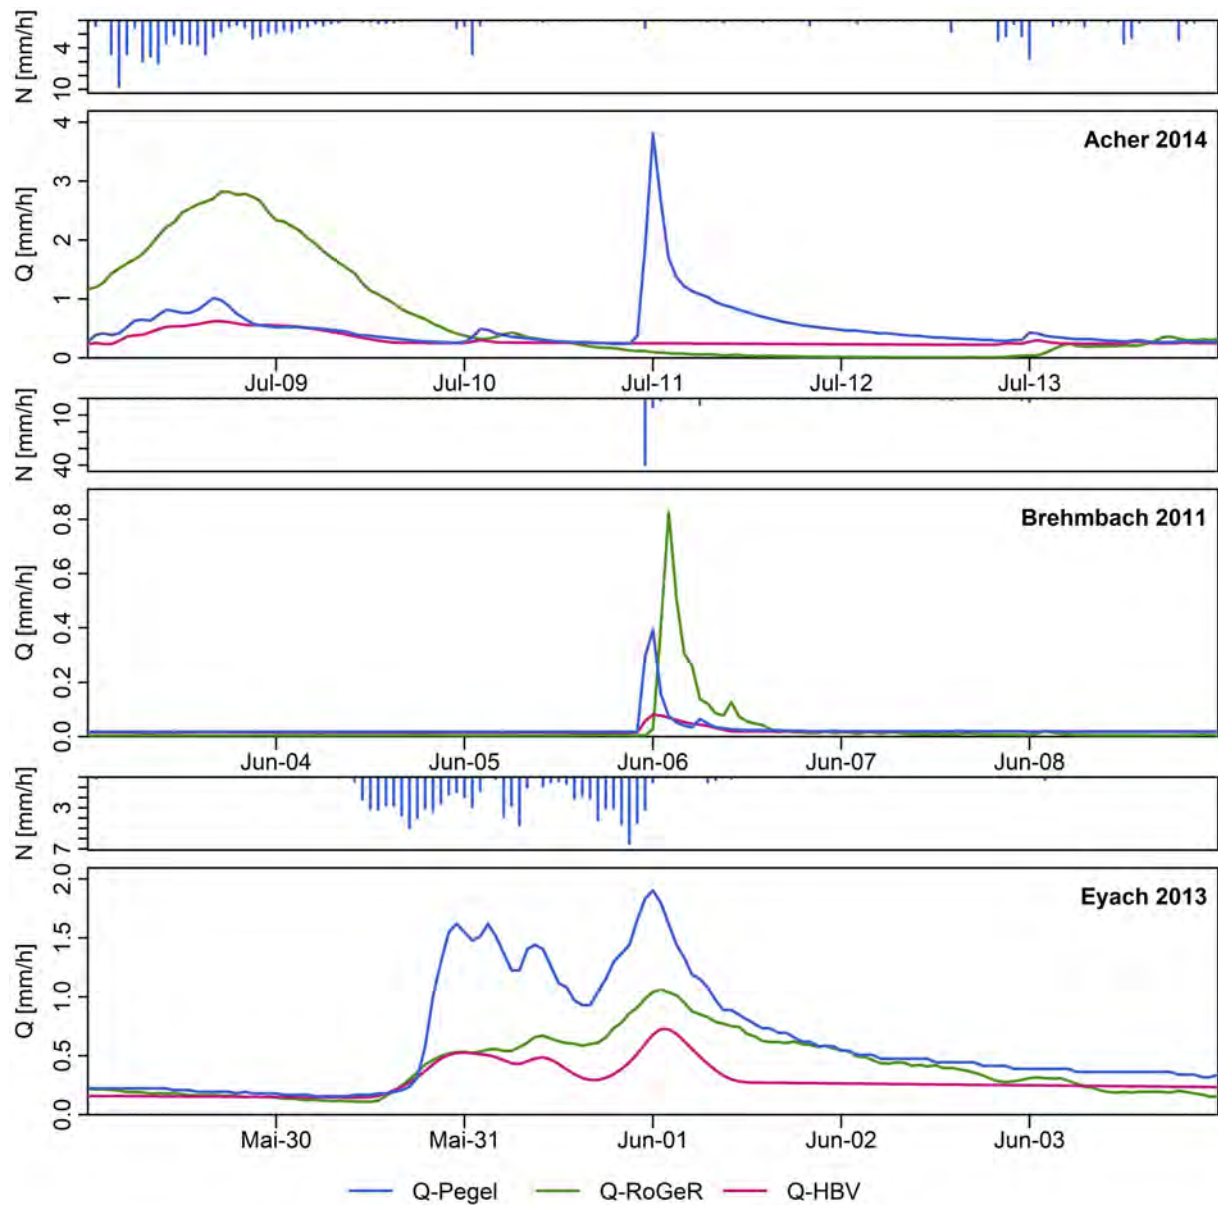 N [mm/h]
4
10
Acher 2014
Q [mm/h]
4
3
2
1
0
Jul-09
Jul-10
Jul-11
Jul-12
Jul-13
N [mm/h]
10
40
Brehmbach 2011
Q [mm/h]
0.8
0.6
0.4
0.2
0.0
Jun-04
Jun-05
Jun-06
Jun-07
Jun-08
N [mm/h]
3
7
Eyach 2013
Q [mm/h]
2.0
1.5
1.0
0.5
0.0
Mai-30
Mai-31
Jun-01
Jun-02
Jun-03
Q-Pegel Q-RoGeR Q-HBV